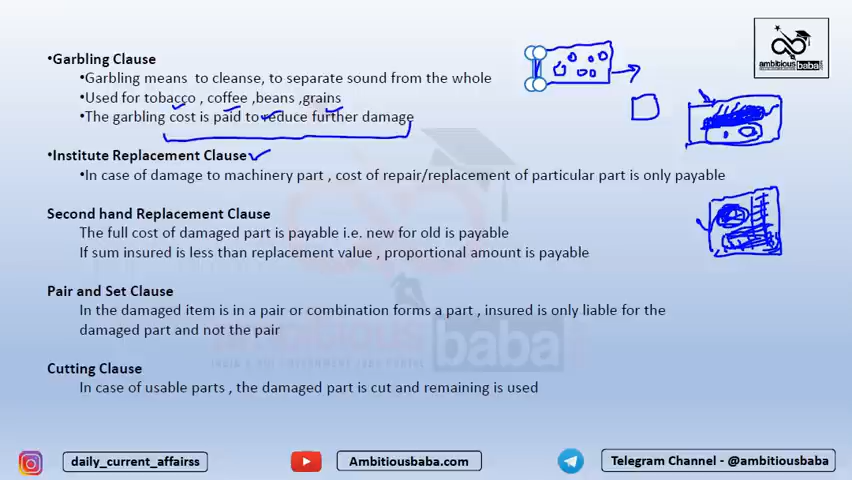 •Garbling Clause
•Garbling means to cleanse, to separate sound from the whole
•Used for tobacco , coffee ,beans ,grains
•The garbling cost is paid to reduce further damage
•Institute Replacement Clause
•In case of damage to machinery part , cost of repair/replacement of particular part is only payable
Second hand Replacement Clause
The full cost of damaged part is payable i.e. new for old is payable
If sum insured is less than replacement value , proportional amount is payable
Pair and Set Clause
In the damaged item is in a pair or combination forms a part , insured is only liable for the
damaged part and not the pair
Cutting Clause
In case of usable parts , the damaged part is cut and remaining is used
ambitiousbaba
ambitious baba
daily_current_affairss
Ambitiousbaba.com
Telegram Channel - @ambitiousbaba